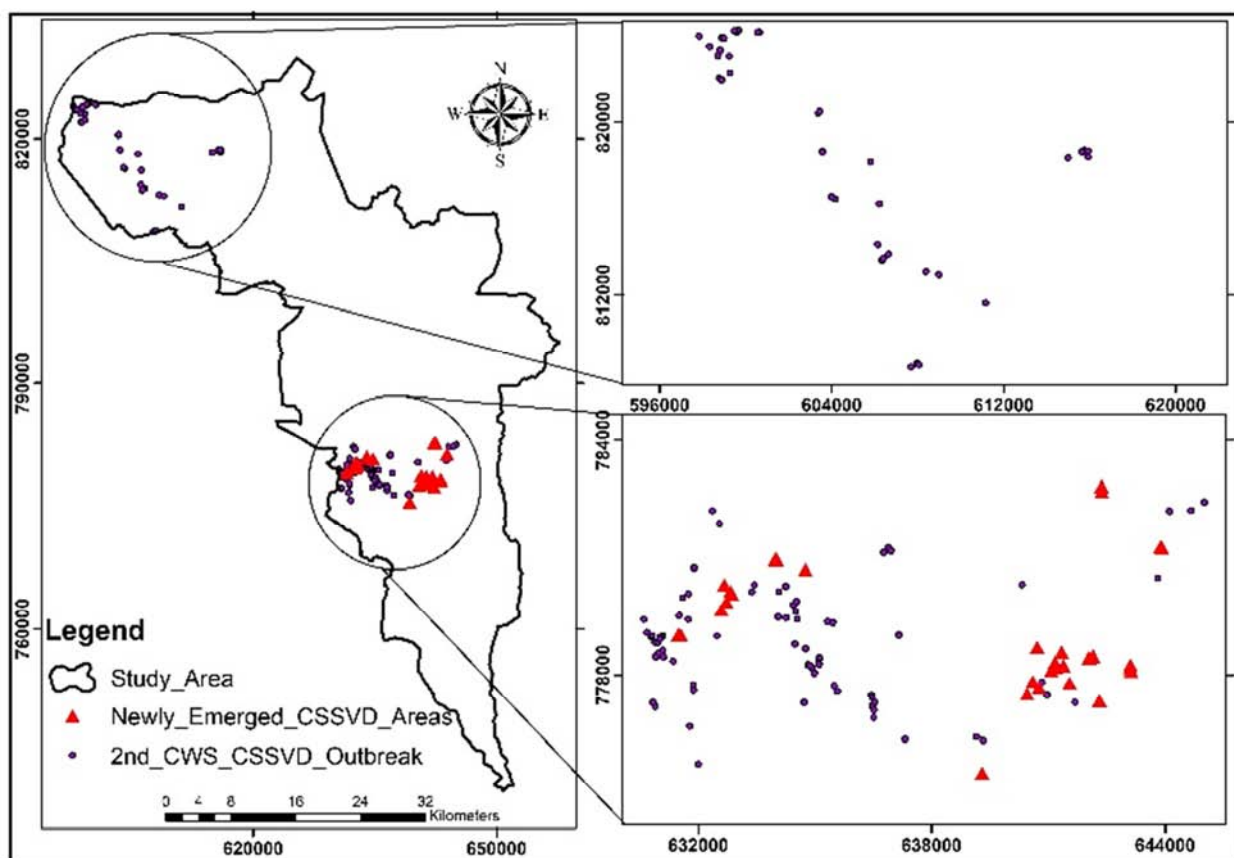 N
W E
S
820000
790000
760000
620000
650000
Legend
Study_Area
Newly_Emerged_CSSVD_Areas
2nd_CWS_CSSVD_Outbreak
0 4 8 16 24 32
Kilometers
820000
812000
596000
604000
612000
620000
784000
778000
632000
638000
644000